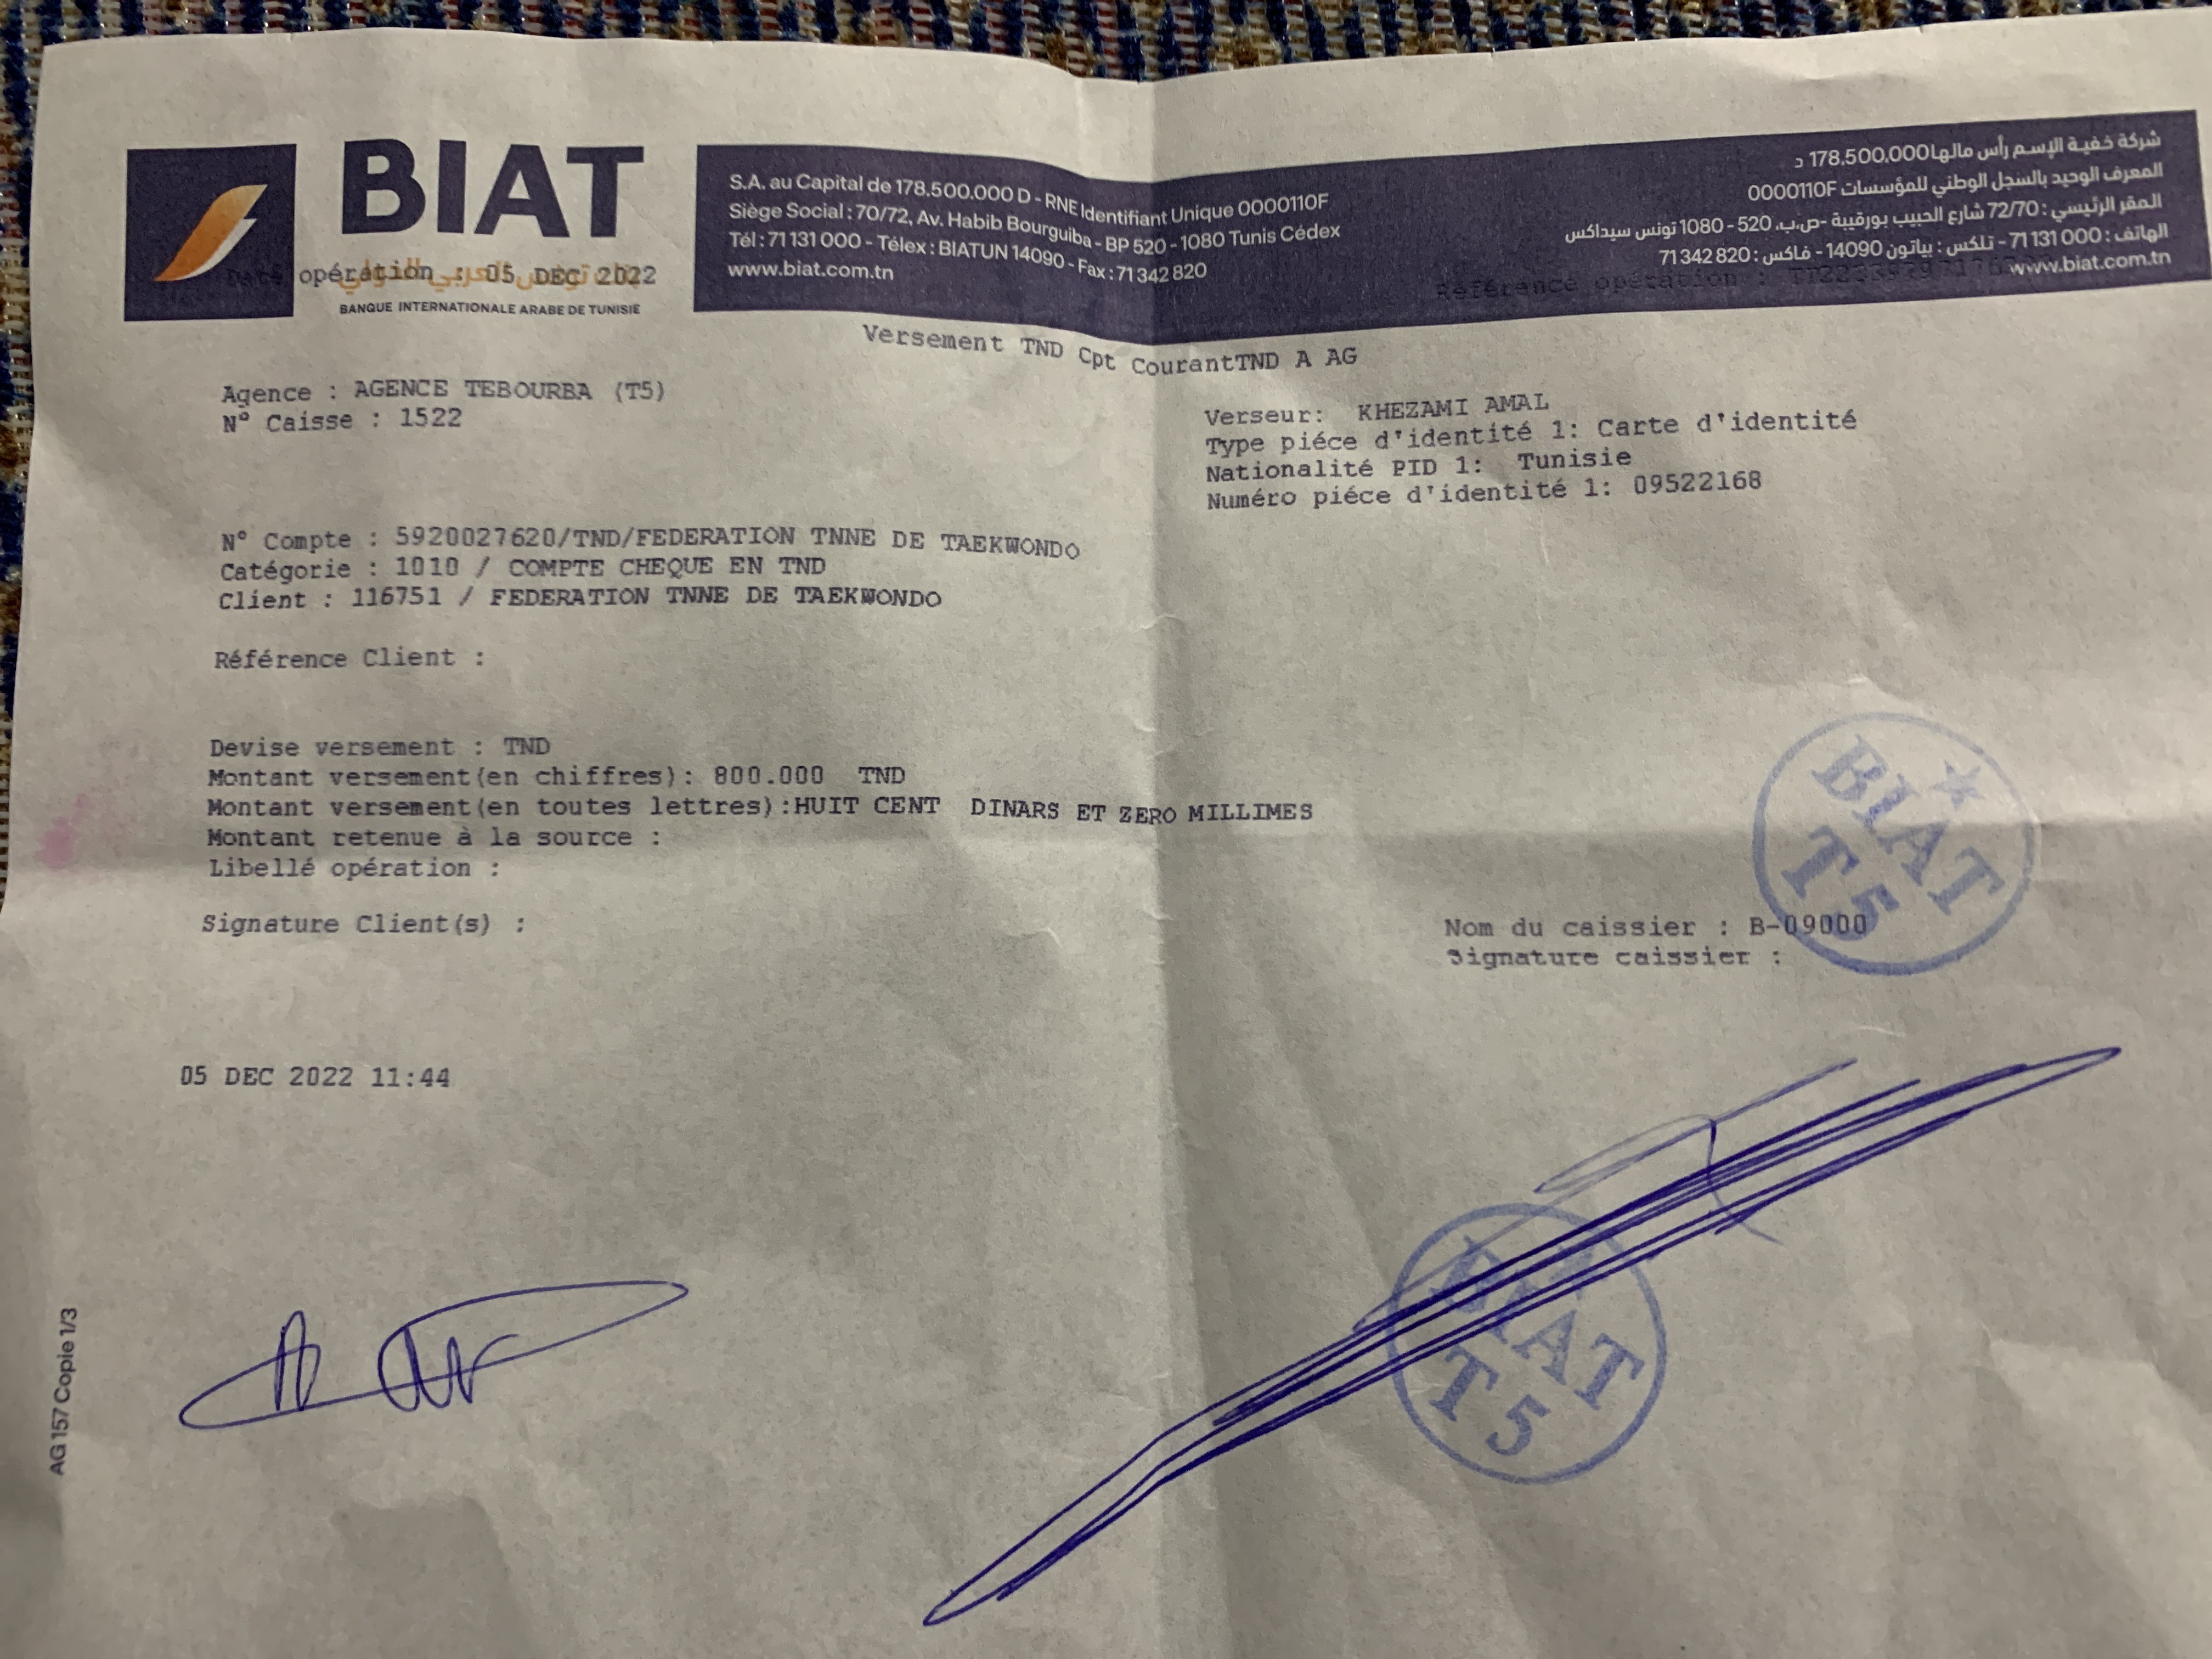 BIAT
BANQUE INTERNATIONALE ARABE DE TUNISIE
S.A. au Capital de 178.500.000 D - RNE Identifiant Unique 0000110F
Siège Social : 70/72, Av. Habib Bourguiba - BP 520 - 1080 Tunis Cédex
Tél : 71 131 000 - Télex : BIATUN 14090 - Fax : 71 342 820
www.biat.com.tn
شركة خفية الإسم رأس مالها 178.500.000 د
المعرف الوحيد بالسجل الوطني للمؤسسات 0000110F
المقر الرئيسي : 72/70 شارع الحبيب بورقيبة -ص.ب. 520 - 1080 تونس سيداكس
الهاتف : 000 131 71 - تلكس : بياتون 14090 - فاكس : 820 342 71
www.biat.com.tn
Date opération : 05 DEC 2022
Référence opération :
Versement TND Cpt CourantTND A AG
Agence : AGENCE TEBOURBA (T5)
N° Caisse : 1522
Verseur: KHEZAMI AMAL
Type piéce d'identité 1: Carte d'identité
Nationalité PID 1: Tunisie
Numéro piéce d'identité 1: 09522168
N° Compte : 5920027620/TND/FEDERATION TNNE DE TAEKWONDO
Catégorie : 1010 / COMPTE CHEQUE EN TND
Client : 116751 / FEDERATION TNNE DE TAEKWONDO
Référence Client :
Devise versement : TND
Montant versement(en chiffres): 800.000 TND
Montant versement(en toutes lettres):HUIT CENT DINARS ET ZERO MILLIMES
Montant retenue à la source :
Libellé opération :
Signature Client(s) :
Nom du caissier : B-09000
Signature caissier :
BIAT
T5
05 DEC 2022 11:44
BIAT
T5
AG 157 Copie 1/3